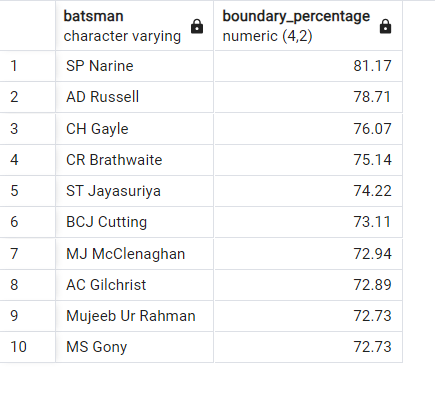 batsman boundary_percentage
character varying numeric (4,2)
1 SP Narine 81.17
2 AD Russell 78.71
3 CH Gayle 76.07
4 CR Brathwaite 75.14
5 ST Jayasuriya 74.22
6 BCJ Cutting 73.11
7 MJ McClenaghan 72.94
8 AC Gilchrist 72.89
9 Mujeeb Ur Rahman 72.73
10 MS Gony 72.73